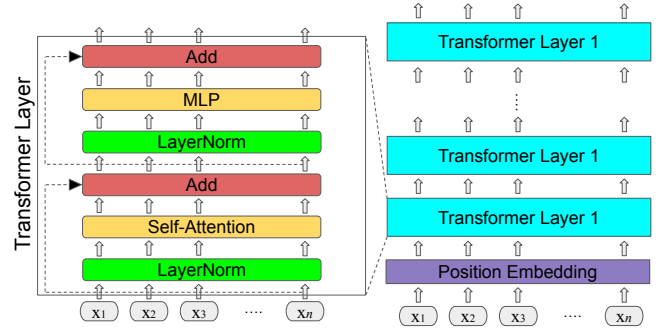 Transformer Layer
Add
MLP
LayerNorm
Add
Self-Attention
LayerNorm
x1 x2 x3 .... xn
Transformer Layer 1
....
Transformer Layer 1
Transformer Layer 1
Position Embedding
x1 x2 x3 .... xn